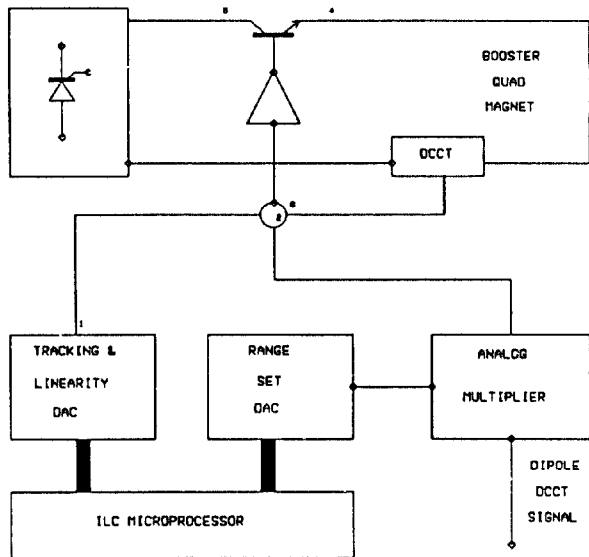 5
4
BOOSTER
QUAD
MAGNET
DCCT
2
1
TRACKING &
LINEARITY
DAC
RANGE
SET
DAC
ANALOG
MULTIPLIER
DIPOLE
DCCT
SIGNAL
ILC MICROPROCESSOR